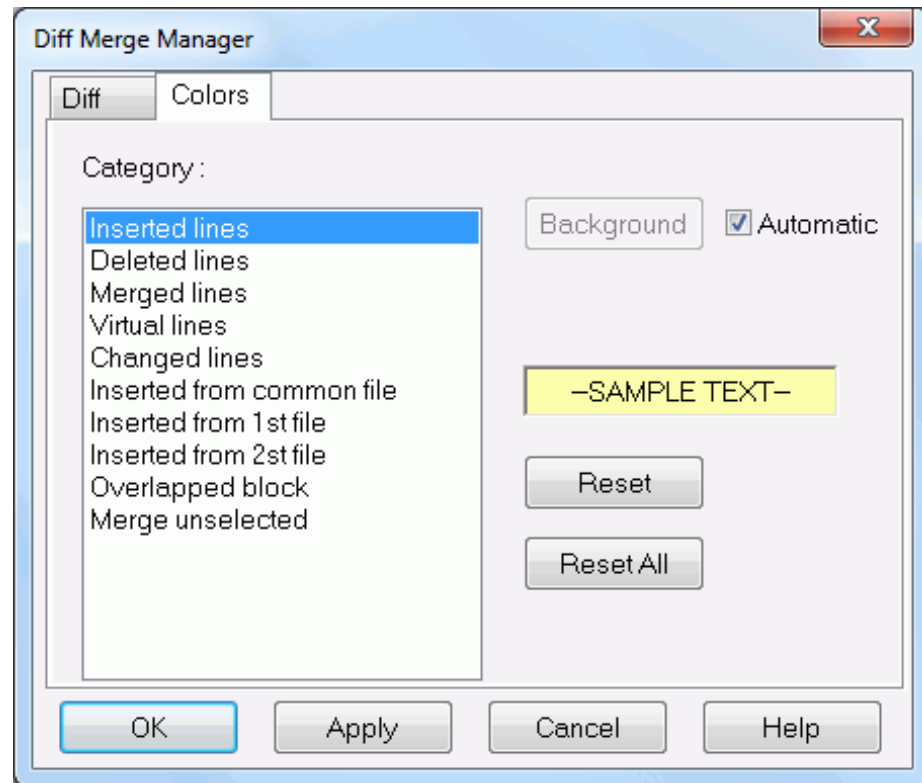 Diff Merge Manager
Diff
Colors
Category :
Inserted lines
Deleted lines
Merged lines
Virtual lines
Changed lines
Inserted from common file
Inserted from 1st file
Inserted from 2st file
Overlapped block
Merge unselected
Background
Automatic
–SAMPLE TEXT–
Reset
Reset All
OK
Apply
Cancel
Help